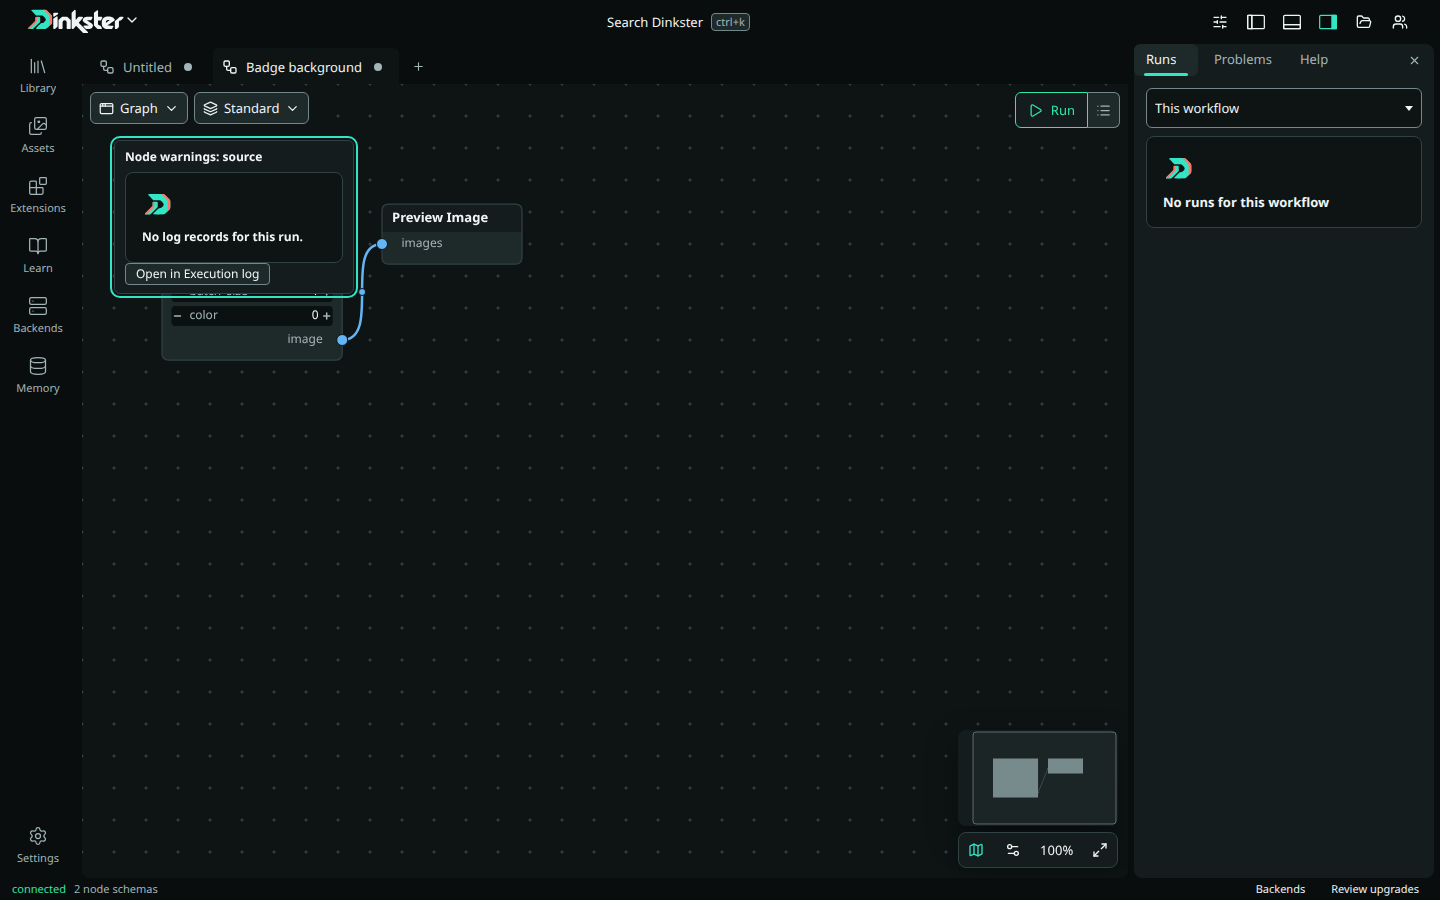 Dinkster
Search Dinkster
ctrl+k
Library
Assets
Extensions
Learn
Backends
Memory
Settings
Untitled
Badge background
Graph
Standard
Run
Node warnings: source
No log records for this run.
Open in Execution log
color
0
image
Preview Image
images
100%
Runs
Problems
Help
This workflow
No runs for this workflow
connected
2 node schemas
Backends
Review upgrades